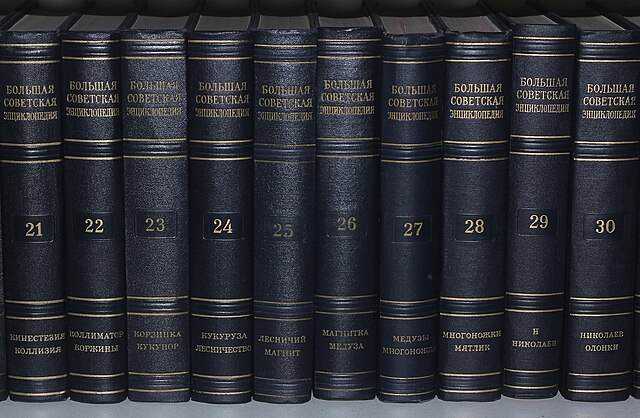 БОЛЬШАЯ
СОВЕТСКАЯ
ЭНЦИКЛОПЕДИЯ
21
КИНЕСТЕЗИЯ
КОЛЛИЗИЯ
БОЛЬШАЯ
СОВЕТСКАЯ
ЭНЦИКЛОПЕДИЯ
22
КОЛЛИМАТОР
КОРЖИНЫ
БОЛЬШАЯ
СОВЕТСКАЯ
ЭНЦИКЛОПЕДИЯ
23
КОРЗИНКА
КУКУНОР
БОЛЬШАЯ
СОВЕТСКАЯ
ЭНЦИКЛОПЕДИЯ
24
КУКУРУЗА
ЛЕСНИЧЕСТВО
БОЛЬШАЯ
СОВЕТСКАЯ
ЭНЦИКЛОПЕДИЯ
25
ЛЕСНИЧИЙ
МАГНИТ
БОЛЬШАЯ
СОВЕТСКАЯ
ЭНЦИКЛОПЕДИЯ
26
МАГНИТКА
МЕДУЗА
БОЛЬШАЯ
СОВЕТСКАЯ
ЭНЦИКЛОПЕДИЯ
27
МЕДУЗЫ
МНОГОНОЖКИ
БОЛЬШАЯ
СОВЕТСКАЯ
ЭНЦИКЛОПЕДИЯ
28
МНОГОНОЖКИ
МЯТЛИК
БОЛЬШАЯ
СОВЕТСКАЯ
ЭНЦИКЛОПЕДИЯ
29
Н
НИКОЛАЕВ
БОЛЬШАЯ
СОВЕТСКАЯ
ЭНЦИКЛОПЕДИЯ
30
НИКОЛАЕВ
ОЛОНКИ